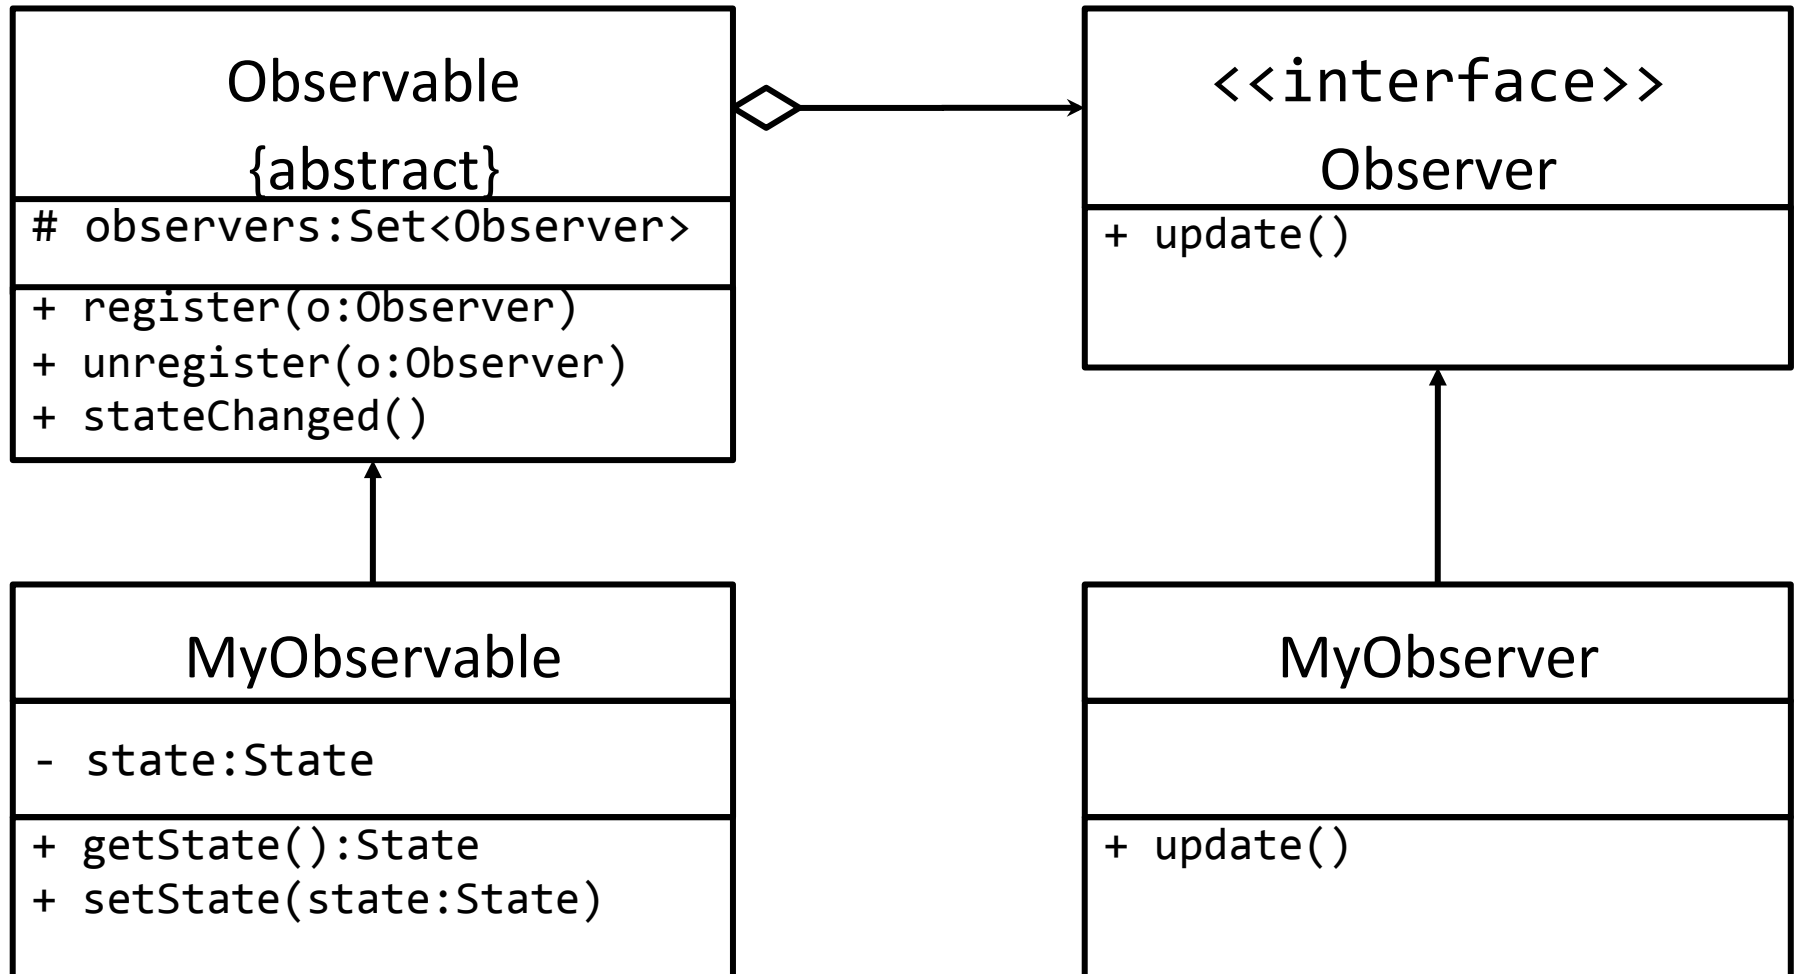 Observable
{abstract}
# observers:Set<Observer>
+ register(o:Observer)
+ unregister(o:Observer)
+ stateChanged()
<<interface>>
Observer
+ update()
MyObservable
- state:State
+ getState():State
+ setState(state:State)
MyObserver
+ update()